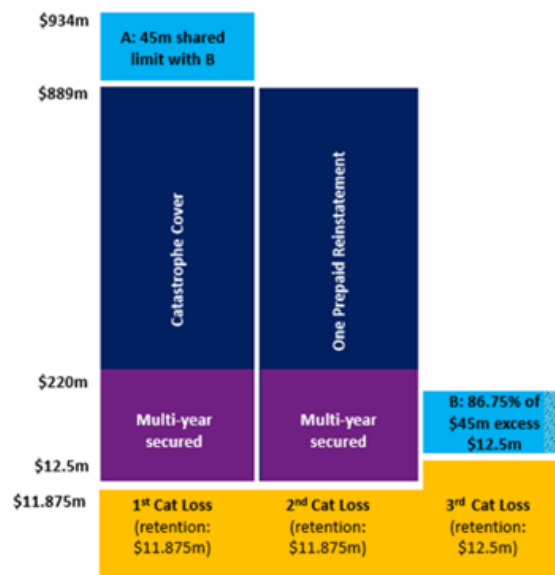 $934m
A: 45m shared
limit with B
$889m
Catastrophe Cover
One Prepaid Reinstatement
$220m
Multi-year
secured
Multi-year
secured
B: 86.75% of
$45m excess
$12.5m
$12.5m
$11.875m
1st Cat Loss
(retention:
$11.875m)
2nd Cat Loss
(retention:
$11.875m)
3rd Cat Loss
(retention:
$12.5m)